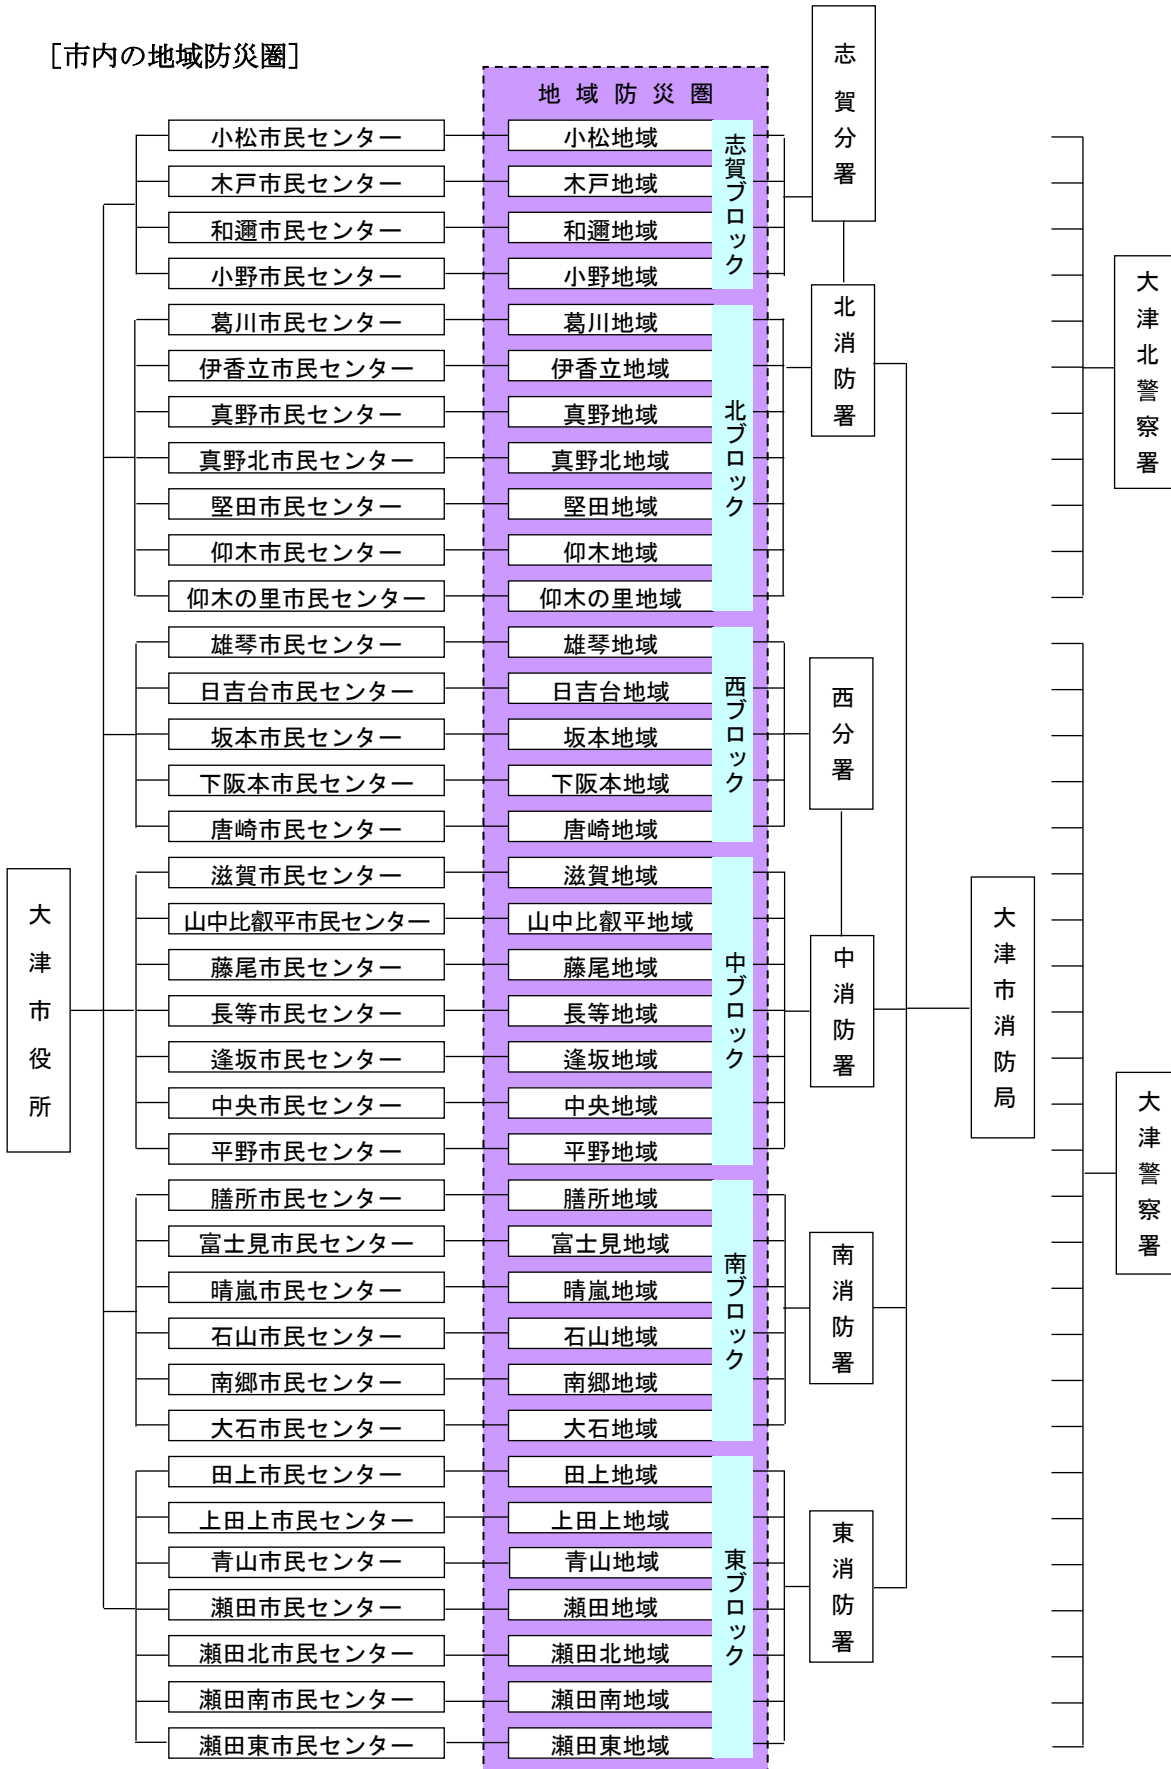 ［市内の地域防災圏］
地域防災圏
小松市民センター
小松地域
木戸市民センター
木戸地域
和邇市民センター
和邇地域
小野市民センター
小野地域
志賀ブロック
志賀分署
葛川市民センター
葛川地域
伊香立市民センター
伊香立地域
真野市民センター
真野地域
真野北市民センター
真野北地域
堅田市民センター
堅田地域
仰木市民センター
仰木地域
仰木の里市民センター
仰木の里地域
北ブロック
北消防署
大津北警察署
雄琴市民センター
雄琴地域
日吉台市民センター
日吉台地域
坂本市民センター
坂本地域
下阪本市民センター
下阪本地域
唐崎市民センター
唐崎地域
西ブロック
西分署
大津市役所
滋賀市民センター
滋賀地域
山中比叡平市民センター
山中比叡平地域
藤尾市民センター
藤尾地域
長等市民センター
長等地域
逢坂市民センター
逢坂地域
中央市民センター
中央地域
平野市民センター
平野地域
中ブロック
中消防署
大津市消防局
大津警察署
膳所市民センター
膳所地域
富士見市民センター
富士見地域
晴嵐市民センター
晴嵐地域
石山市民センター
石山地域
南郷市民センター
南郷地域
大石市民センター
大石地域
南ブロック
南消防署
田上市民センター
田上地域
上田上市民センター
上田上地域
青山市民センター
青山地域
瀬田市民センター
瀬田地域
瀬田北市民センター
瀬田北地域
瀬田南市民センター
瀬田南地域
瀬田東市民センター
瀬田東地域
東ブロック
東消防署